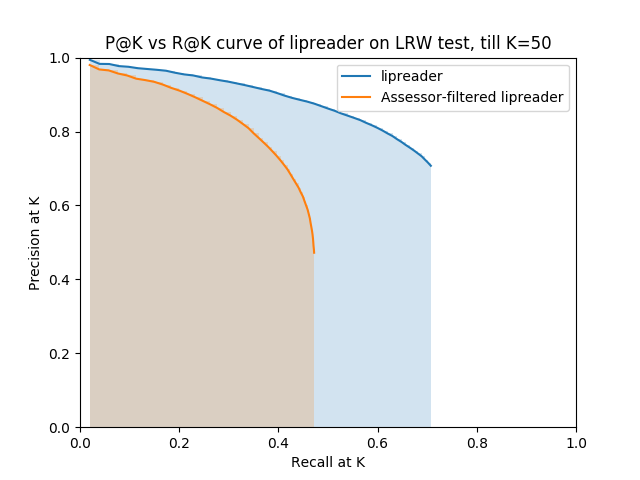 P@K vs R@K curve of lipreader on LRW test, till K=50
lipreader
Assessor-filtered lipreader
Precision at K
1.0
0.8
0.6
0.4
0.2
0.0
0.0 0.2 0.4 0.6 0.8 1.0
Recall at K